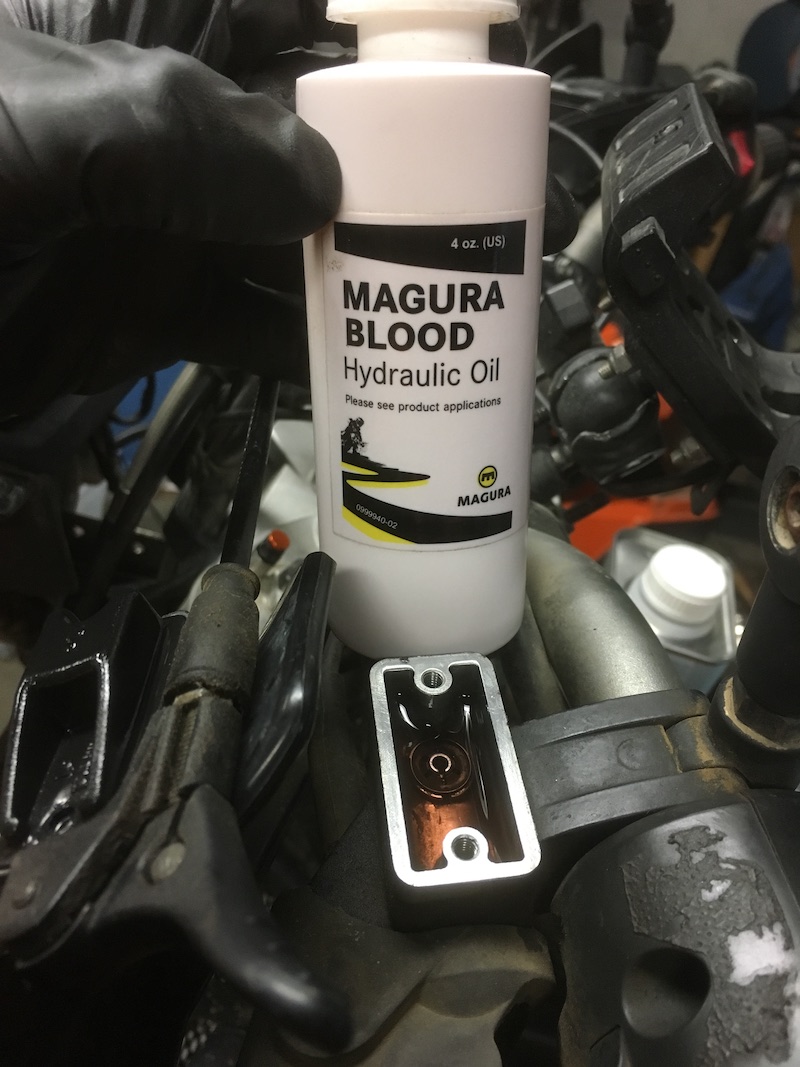 4 oz. (US)
MAGURA
BLOOD
Hydraulic Oil
Please see product applications
MAGURA
0999940-02